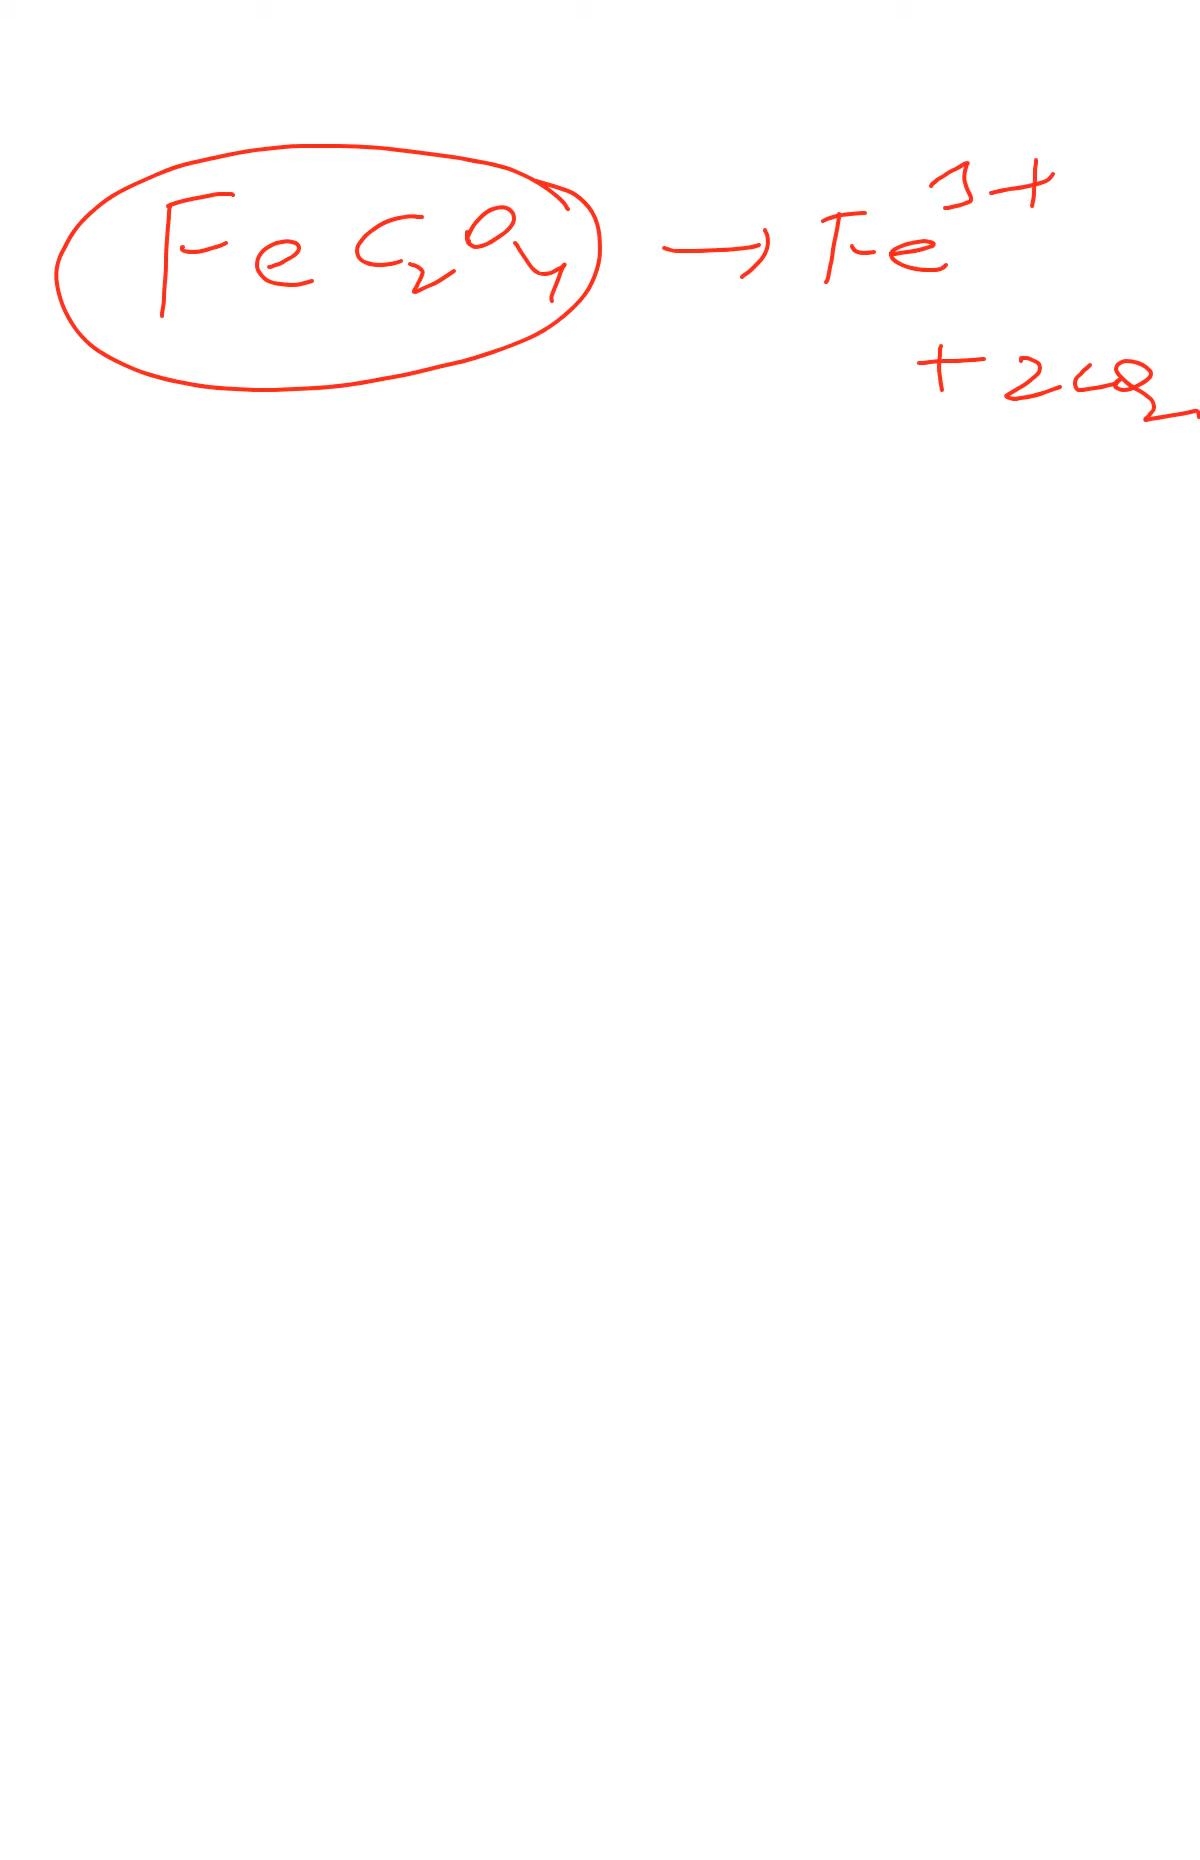 FeC₂O₄ → Fe³⁺
+ 2CO₂